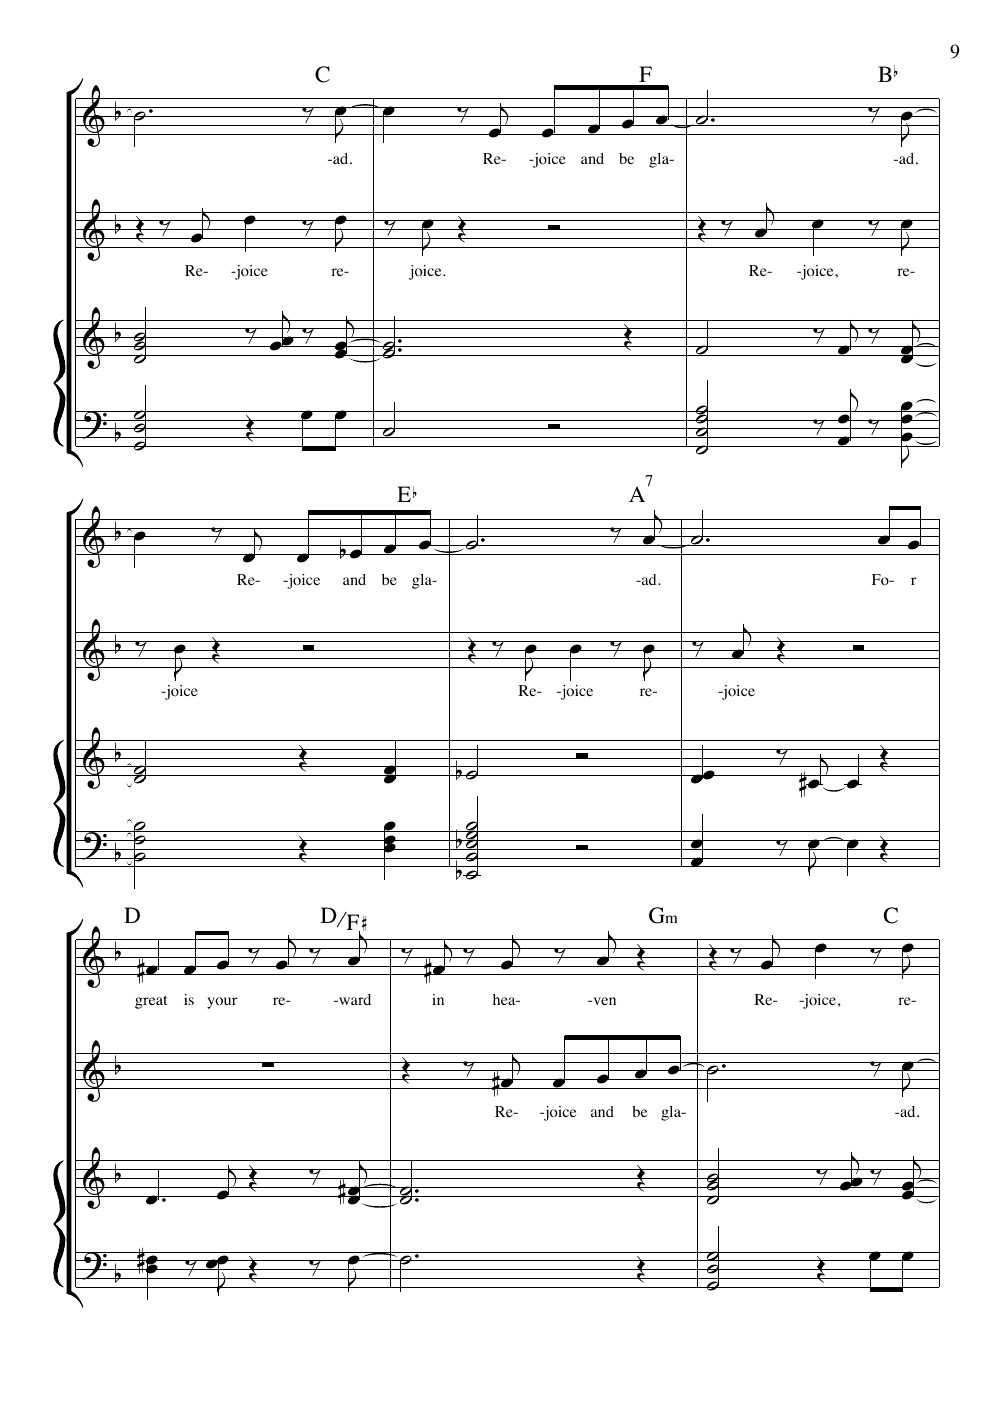 9
C F B♭
-ad. Re- -joice and be gla- -ad.
Re- -joice re- joice. Re- -joice, re-
E♭ A7
Re- -joice and be gla- -ad. Fo- r
-joice Re- -joice re- -joice
D D/F♯ Gm C
great is your re- -ward in hea- -ven Re- -joice, re-
Re- -joice and be gla- -ad.